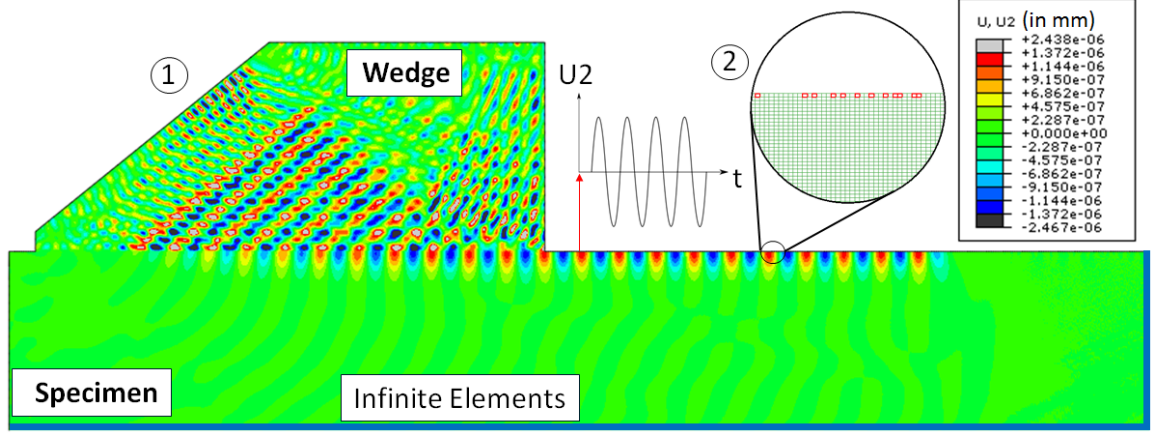 1
Wedge
U2
t
2
U, U2 (in mm)
+2.438e-06
+1.372e-06
+1.144e-06
+9.150e-07
+6.862e-07
+4.575e-07
+2.287e-07
+0.000e+00
-2.287e-07
-4.575e-07
-6.862e-07
-9.150e-07
-1.144e-06
-1.372e-06
-2.467e-06
Specimen
Infinite Elements